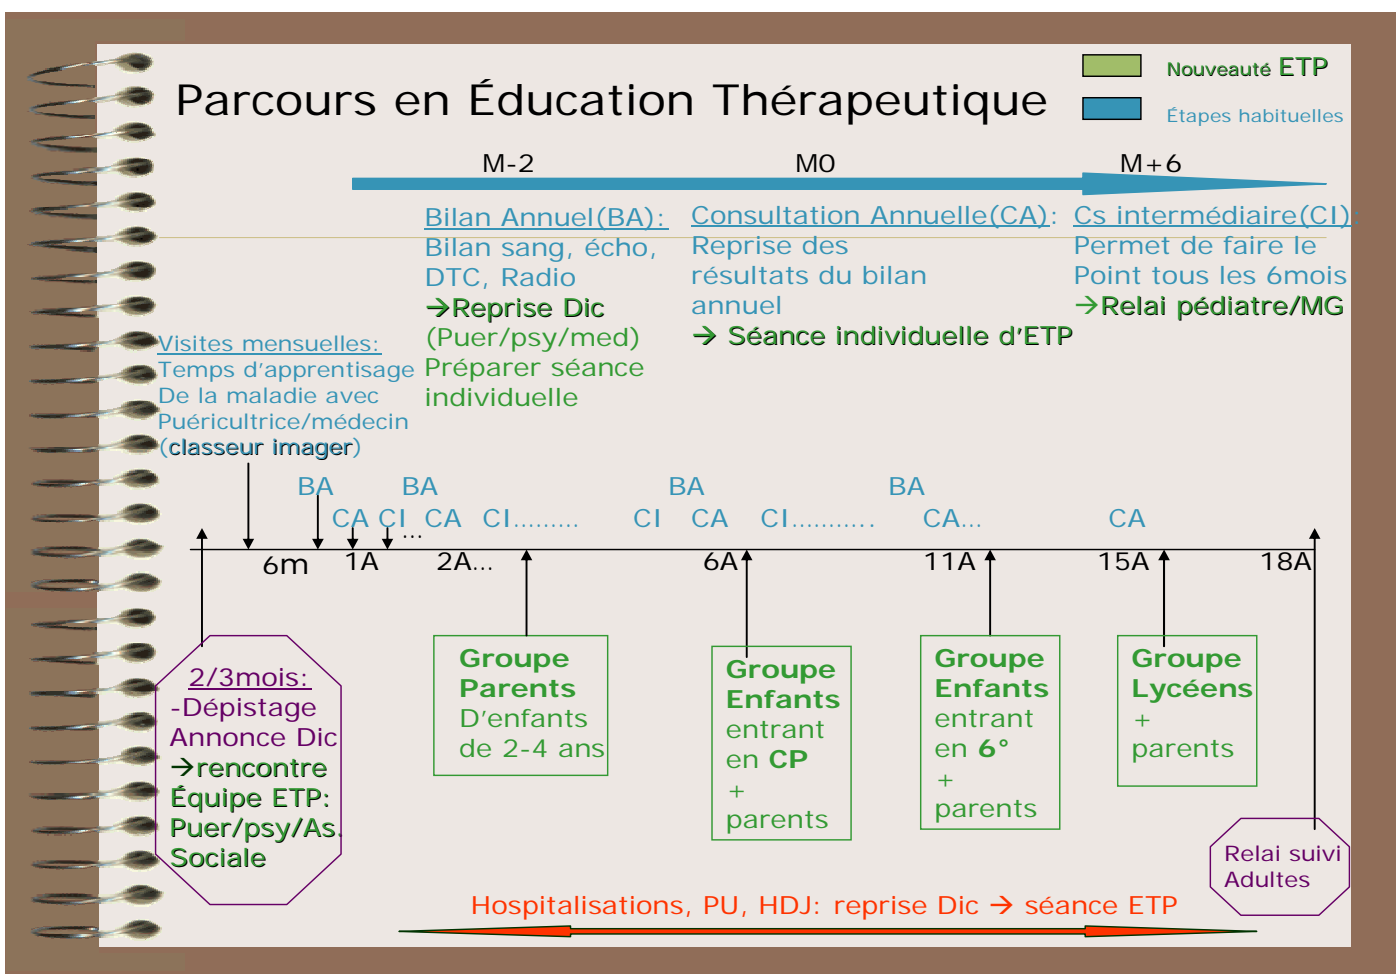 Parcours en Éducation Thérapeutique
Nouveauté ETP
Étapes habituelles
M-2
M0
M+6
Bilan Annuel(BA):
Bilan sang, écho,
DTC, Radio
→Reprise Dic
(Puer/psy/med)
Préparer séance
individuelle
Consultation Annuelle(CA):
Reprise des
résultats du bilan
annuel
→ Séance individuelle d'ETP
Cs intermédiaire(CI)
Permet de faire le
Point tous les 6mois
→Relai pédiatre/MG
Visites mensuelles:
Temps d'apprentisage
De la maladie avec
Puéricultrice/médecin
(classeur imager)
BA
BA
BA
BA
CA CI CA CI......... CI CA CI........... CA... CA
...
6m 1A 2A... 6A 11A 15A 18A
2/3mois:
-Dépistage
Annonce Dic
→rencontre
Équipe ETP:
Puer/psy/As.
Sociale
Groupe
Parents
D'enfants
de 2-4 ans
Groupe
Enfants
entrant
en CP
+
parents
Groupe
Enfants
entrant
en 6°
+
parents
Groupe
Lycéens
+
parents
Relai suivi
Adultes
Hospitalisations, PU, HDJ: reprise Dic → séance ETP